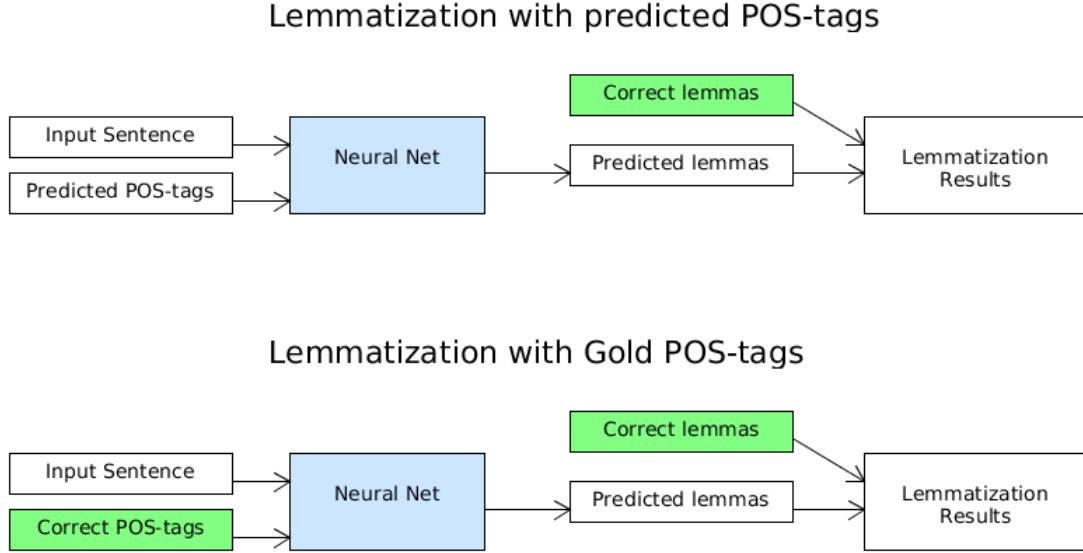 Lemmatization with predicted POS-tags
Correct lemmas
Input Sentence
Neural Net
Predicted lemmas
Lemmatization
Results
Predicted POS-tags
Lemmatization with Gold POS-tags
Correct lemmas
Input Sentence
Neural Net
Predicted lemmas
Lemmatization
Results
Correct POS-tags